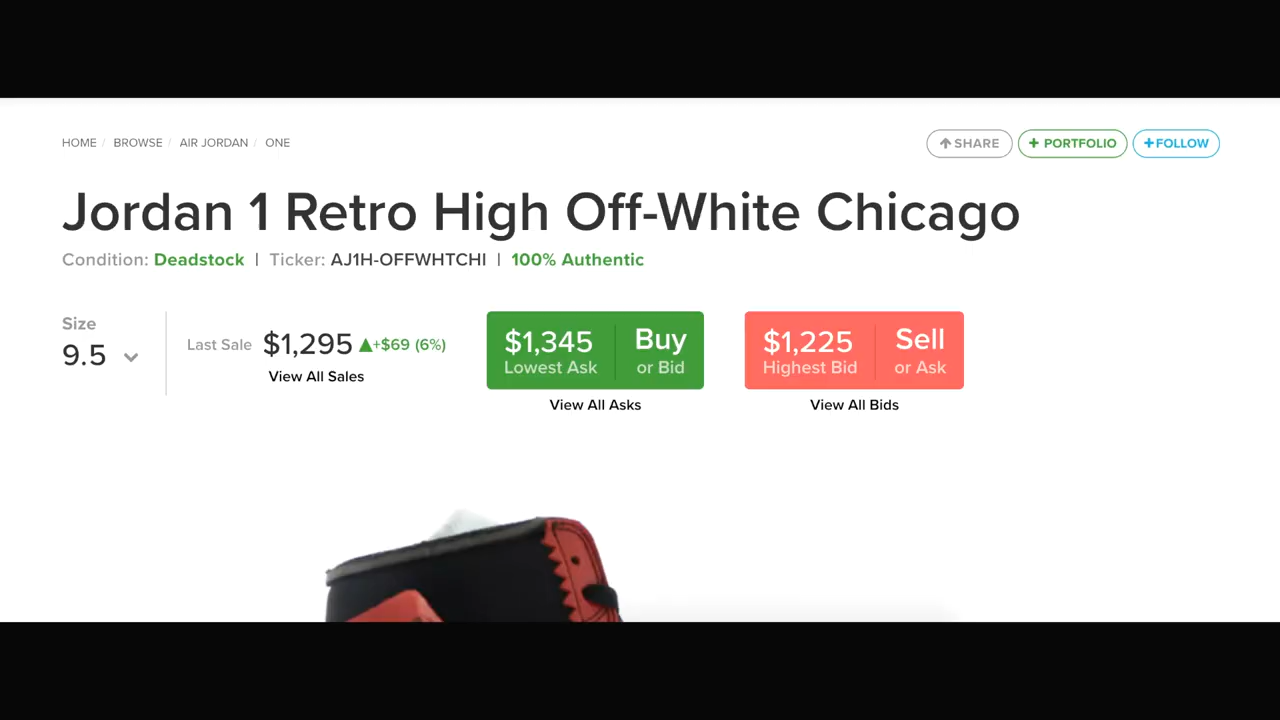 HOME / BROWSE / AIR JORDAN / ONE
SHARE
+ PORTFOLIO
+FOLLOW
Jordan 1 Retro High Off-White Chicago
Condition: Deadstock | Ticker: AJ1H-OFFWHTCHI | 100% Authentic
Size
9.5
Last Sale $1,295 ▲+$69 (6%)
View All Sales
$1,345 Buy
Lowest Ask or Bid
View All Asks
$1,225 Sell
Highest Bid or Ask
View All Bids